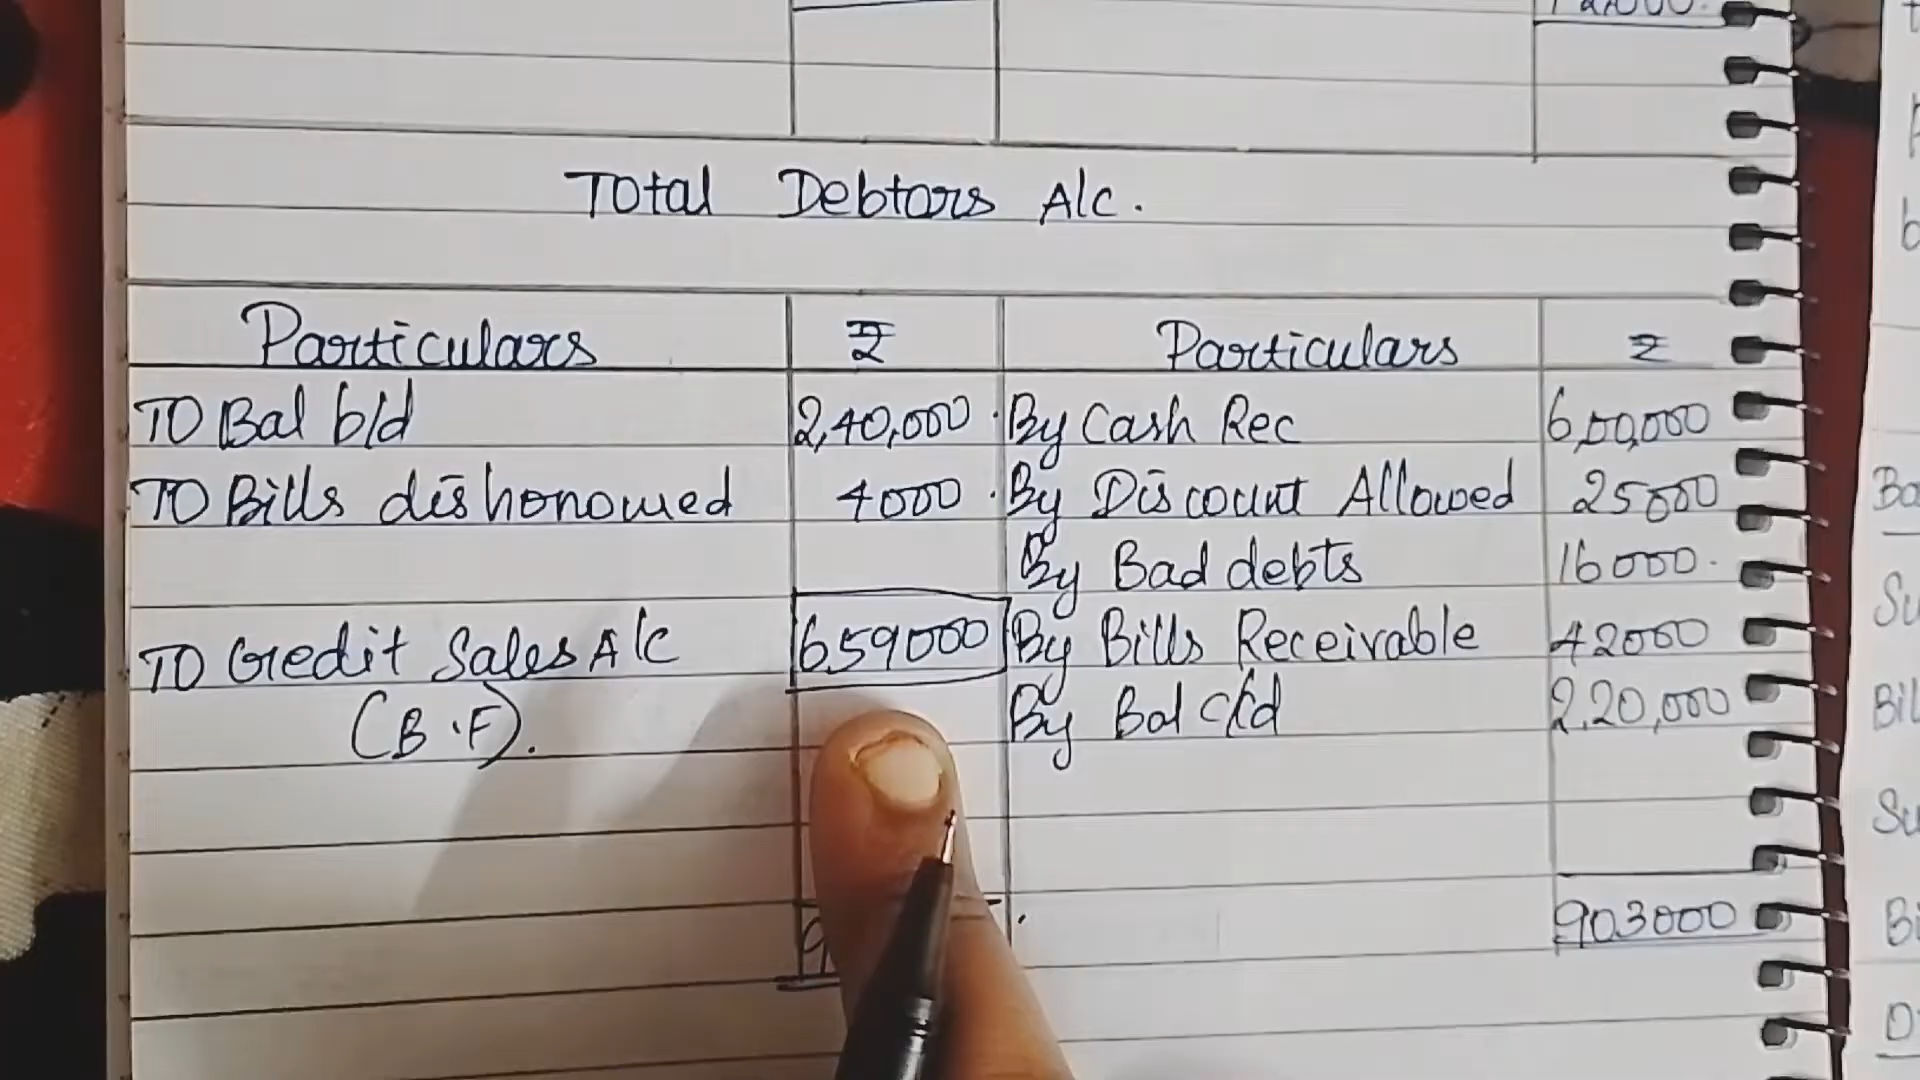 Total Debtors A/c.
Particulars ₹ Particulars ₹
TO Bal b/d 2,40,000 By Cash Rec 6,00,000
TO Bills dishonoured 4000 By Discount Allowed 25000
By Bad debts 16000
TO Credit Sales A/c 659000 By Bills Receivable 42000
(B.F). By Bal c/d 2,20,000
903000